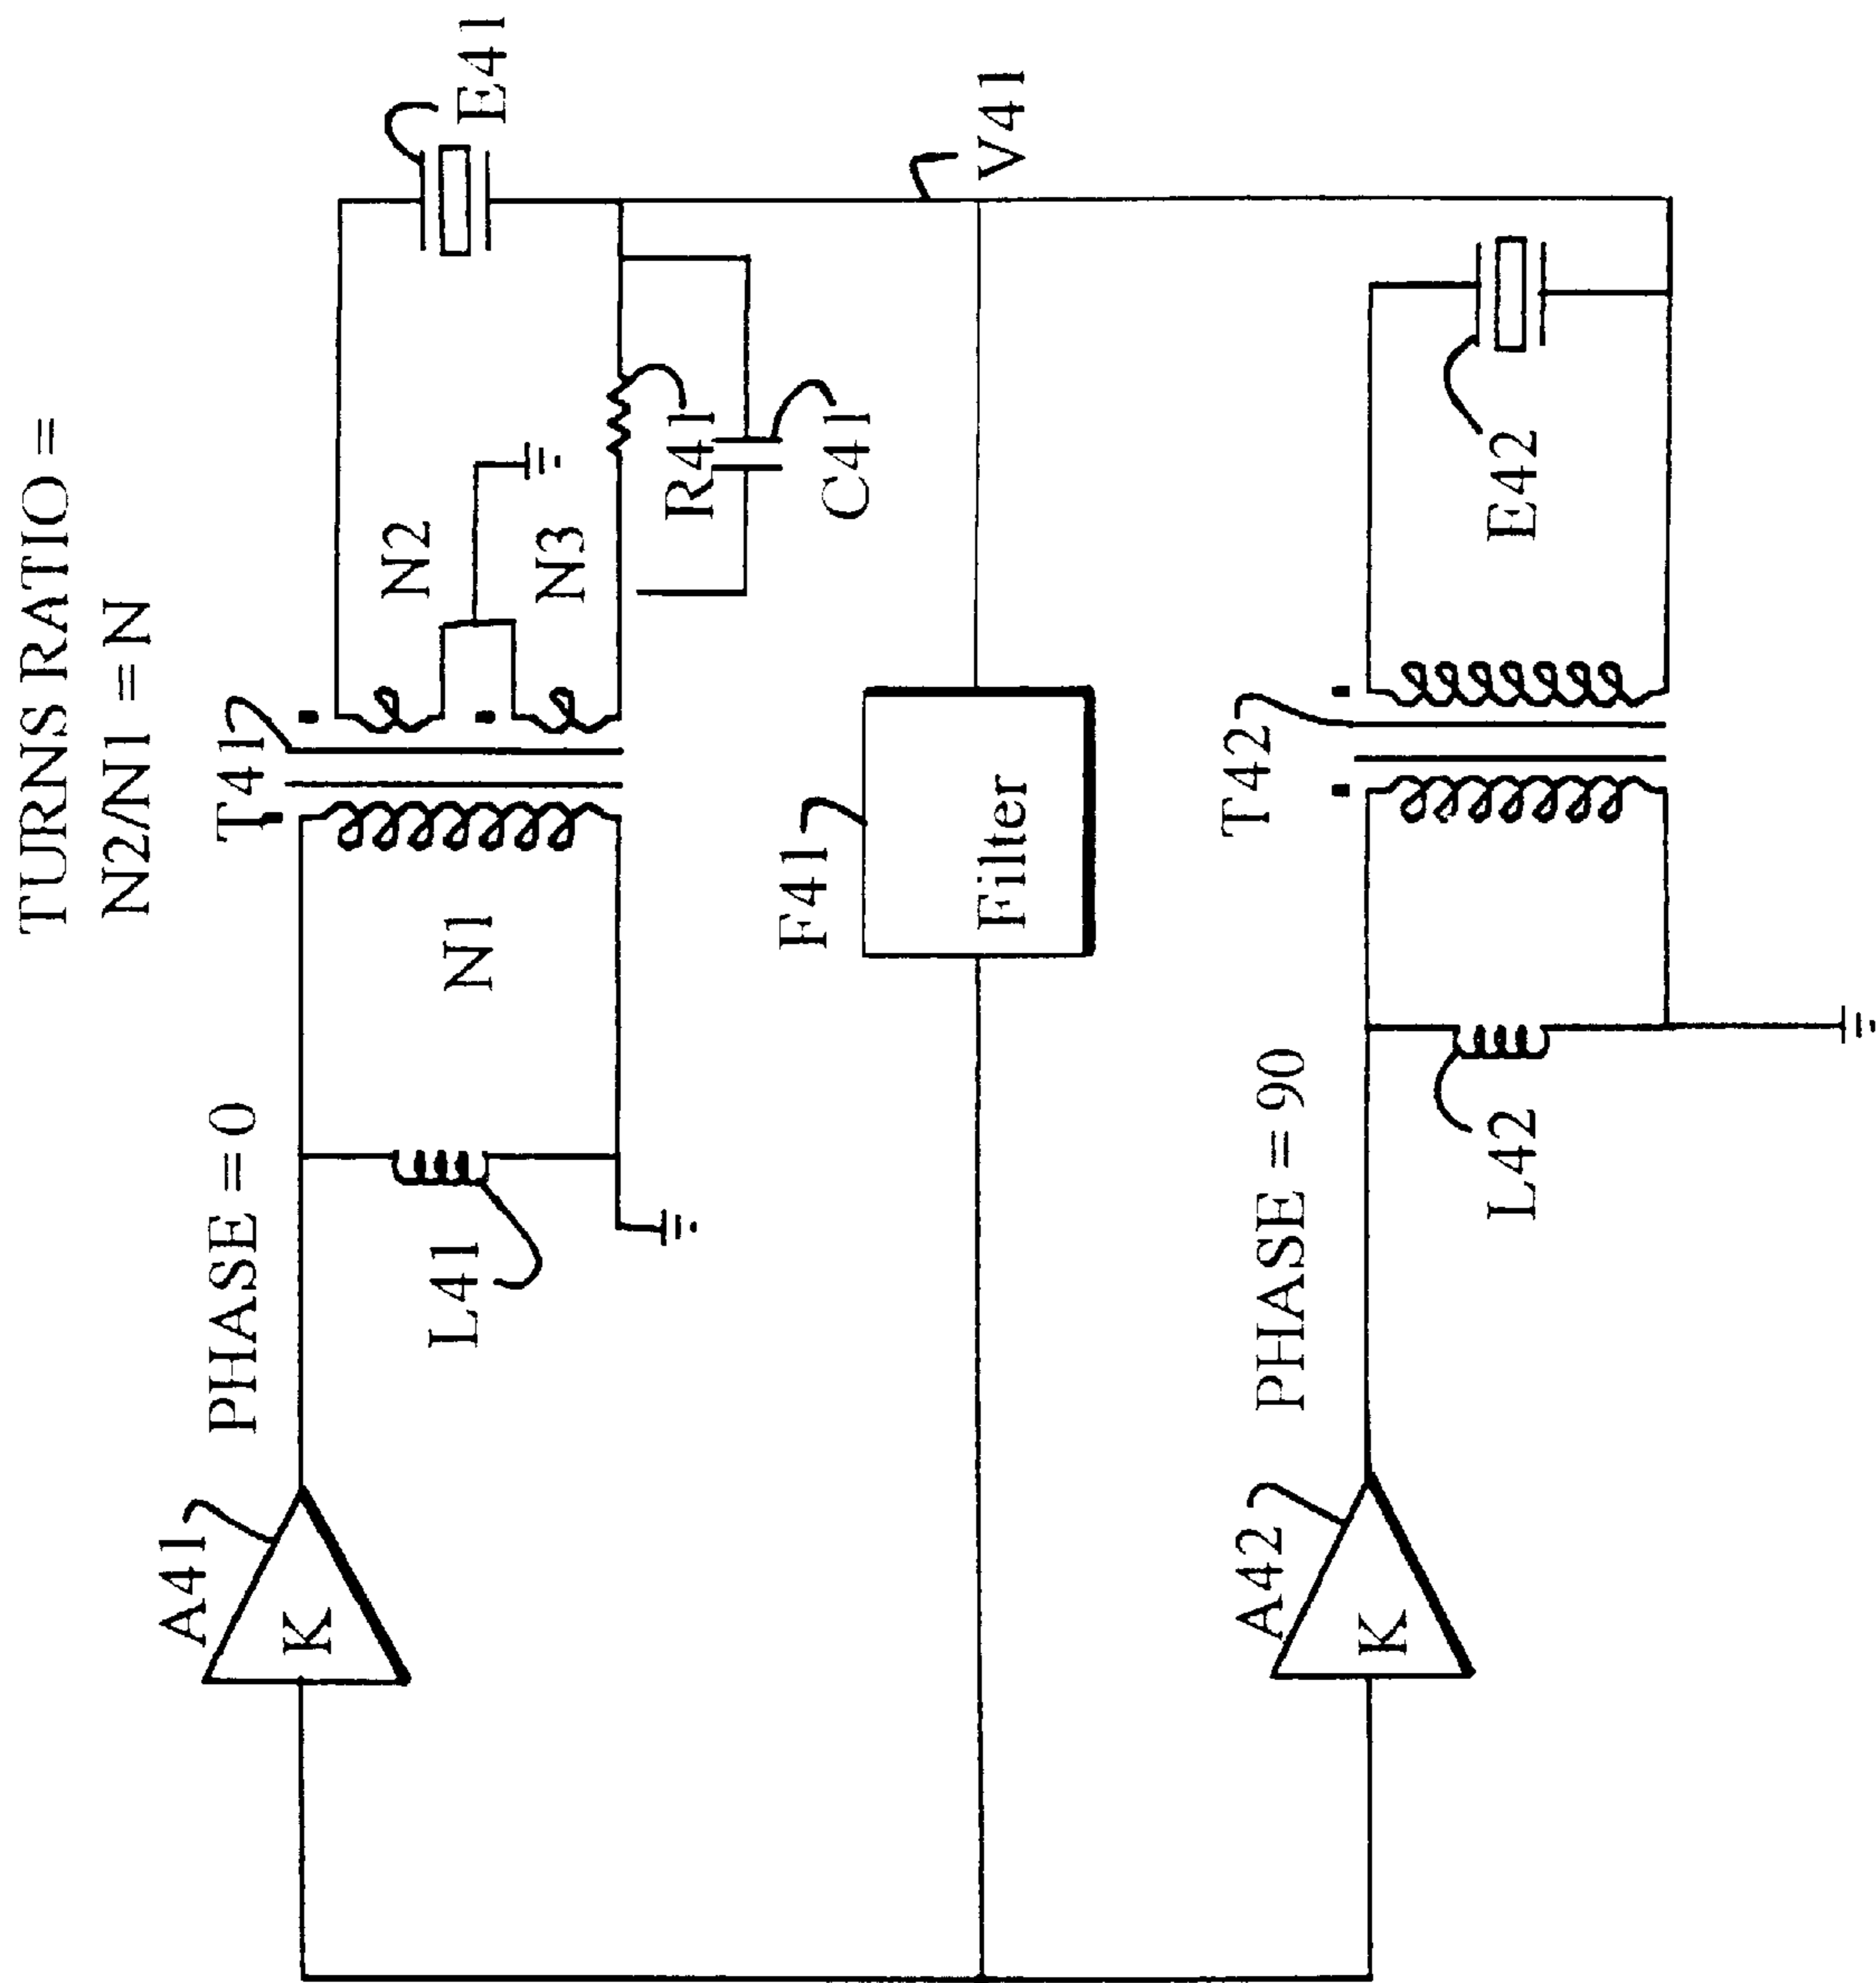 TURNS RATIO =
N2/N1 = N
A41
K
PHASE = 0
L41
N1
T41
N2
N3
R41
C41
E41
F41
Filter
V41
A42
K
PHASE = 90
L42
T42
E42